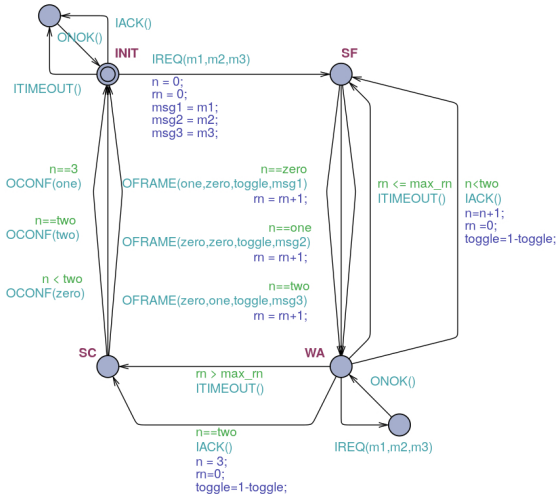 IACK()
ONOK()
INIT
SF
IREQ(m1,m2,m3)
ITIMEOUT()
n = 0;
rn = 0;
msg1 = m1;
msg2 = m2;
msg3 = m3;
n==3
OCONF(one)
n==two
OCONF(two)
n < two
OCONF(zero)
n==zero
OFRAME(one,zero,toggle,msg1)
rn = rn+1;
n==one
OFRAME(zero,zero,toggle,msg2)
rn = rn+1;
n==two
OFRAME(zero,one,toggle,msg3)
rn = rn+1;
rn <= max_rn
ITIMEOUT()
n<two
IACK()
n=n+1;
rn =0;
toggle=1-toggle;
SC
WA
rn > max_rn
ITIMEOUT()
ONOK()
n==two
IACK()
n = 3;
rn=0;
toggle=1-toggle;
IREQ(m1,m2,m3)